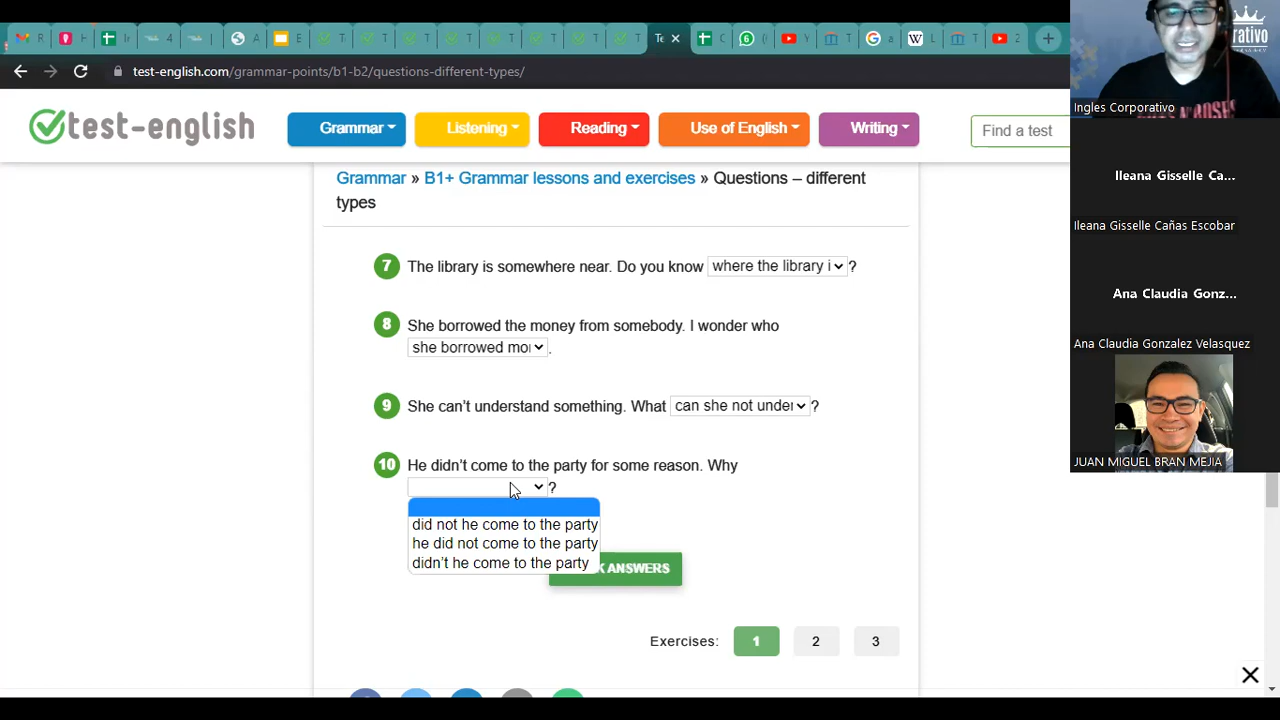 R
H
In
4
(
A
E
T
T
T
T
T
T
T
T
Te
C
(
Y
T
a
L
T
2
test-english.com/grammar-points/b1-b2/questions-different-types/
test-english
Grammar
Listening
Reading
Use of English
Writing
Find a test
Grammar » B1+ Grammar lessons and exercises » Questions – different
types
7 The library is somewhere near. Do you know where the library i ?
8 She borrowed the money from somebody. I wonder who
she borrowed mo .
9 She can't understand something. What can she not under ?
10 He didn't come to the party for some reason. Why
?
did not he come to the party
he did not come to the party
didn't he come to the party
K ANSWERS
Exercises: 1 2 3
orativo
Ingles Corporativo
Ileana Gisselle Ca...
Ileana Gisselle Cañas Escobar
Ana Claudia Gonz...
Ana Claudia Gonzalez Velasquez
JUAN MIGUEL BRAN MEJIA